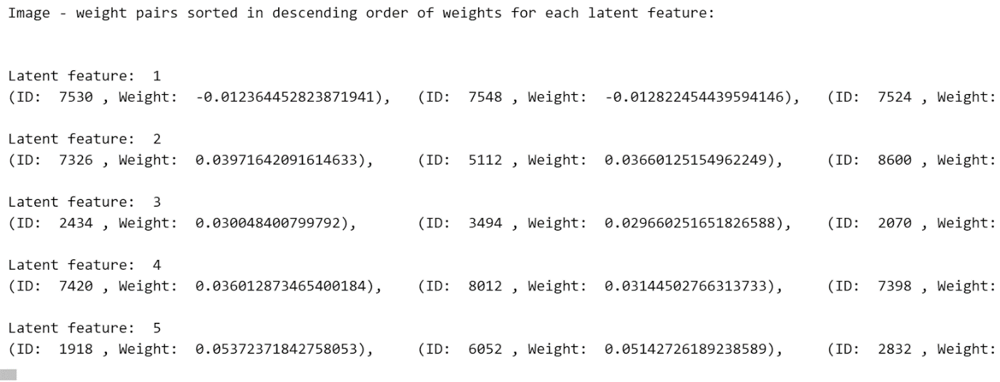 Image - weight pairs sorted in descending order of weights for each latent feature:
Latent feature:  1
(ID:  7530 , Weight:  -0.012364452823871941),   (ID:  7548 , Weight:  -0.012822454439594146),   (ID:  7524 , Weight:
Latent feature:  2
(ID:  7326 , Weight:  0.03971642091614633),     (ID:  5112 , Weight:  0.03660125154962249),     (ID:  8600 , Weight:
Latent feature:  3
(ID:  2434 , Weight:  0.030048400799792),       (ID:  3494 , Weight:  0.029660251651826588),    (ID:  2070 , Weight:
Latent feature:  4
(ID:  7420 , Weight:  0.036012873465400184),    (ID:  8012 , Weight:  0.03144502766313733),     (ID:  7398 , Weight:
Latent feature:  5
(ID:  1918 , Weight:  0.05372371842758053),     (ID:  6052 , Weight:  0.05142726189238589),     (ID:  2832 , Weight: